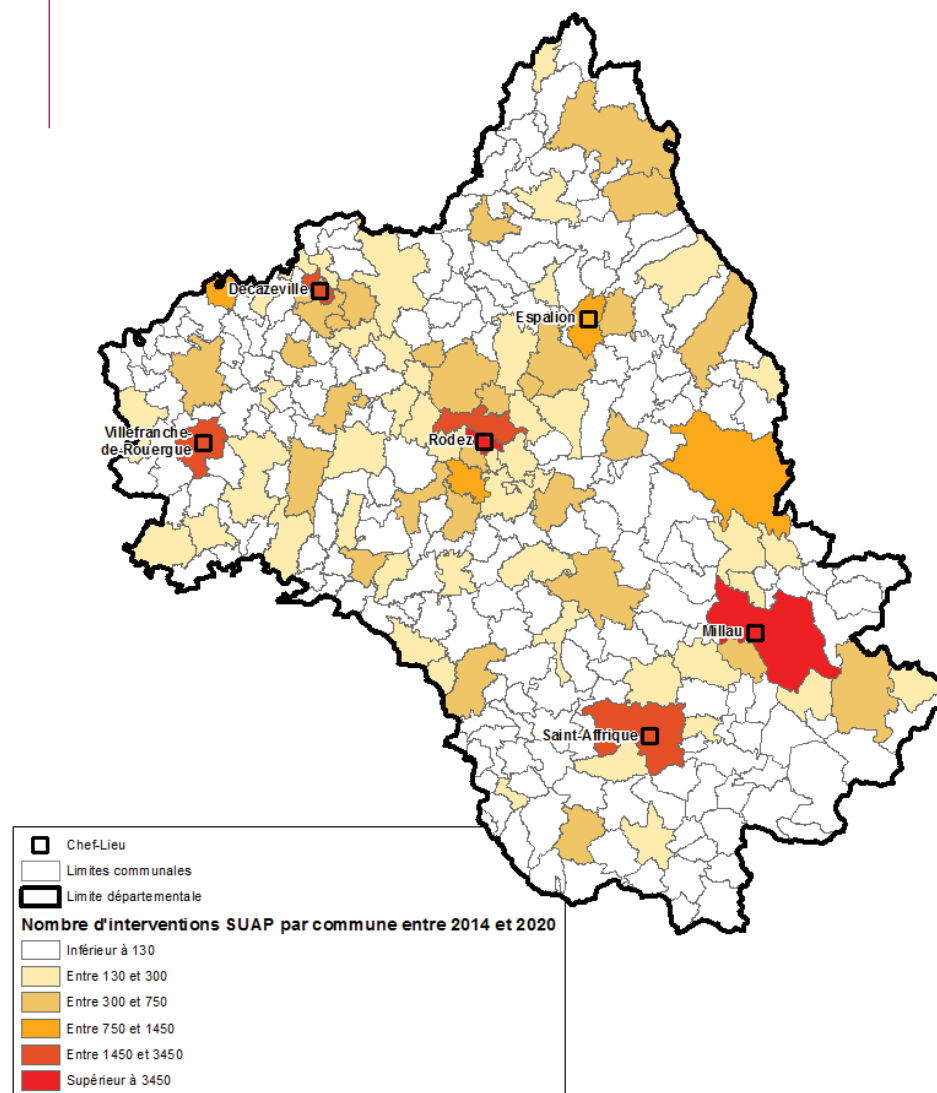 Decazeville
Espalion
Villefranche-
de-Rouergue
Rodez
Millau
Saint-Affrique
Chef-Lieu
Limites communales
Limite départementale
Nombre d'interventions SUAP par commune entre 2014 et 2020
Inférieur à 130
Entre 130 et 300
Entre 300 et 750
Entre 750 et 1450
Entre 1450 et 3450
Supérieur à 3450